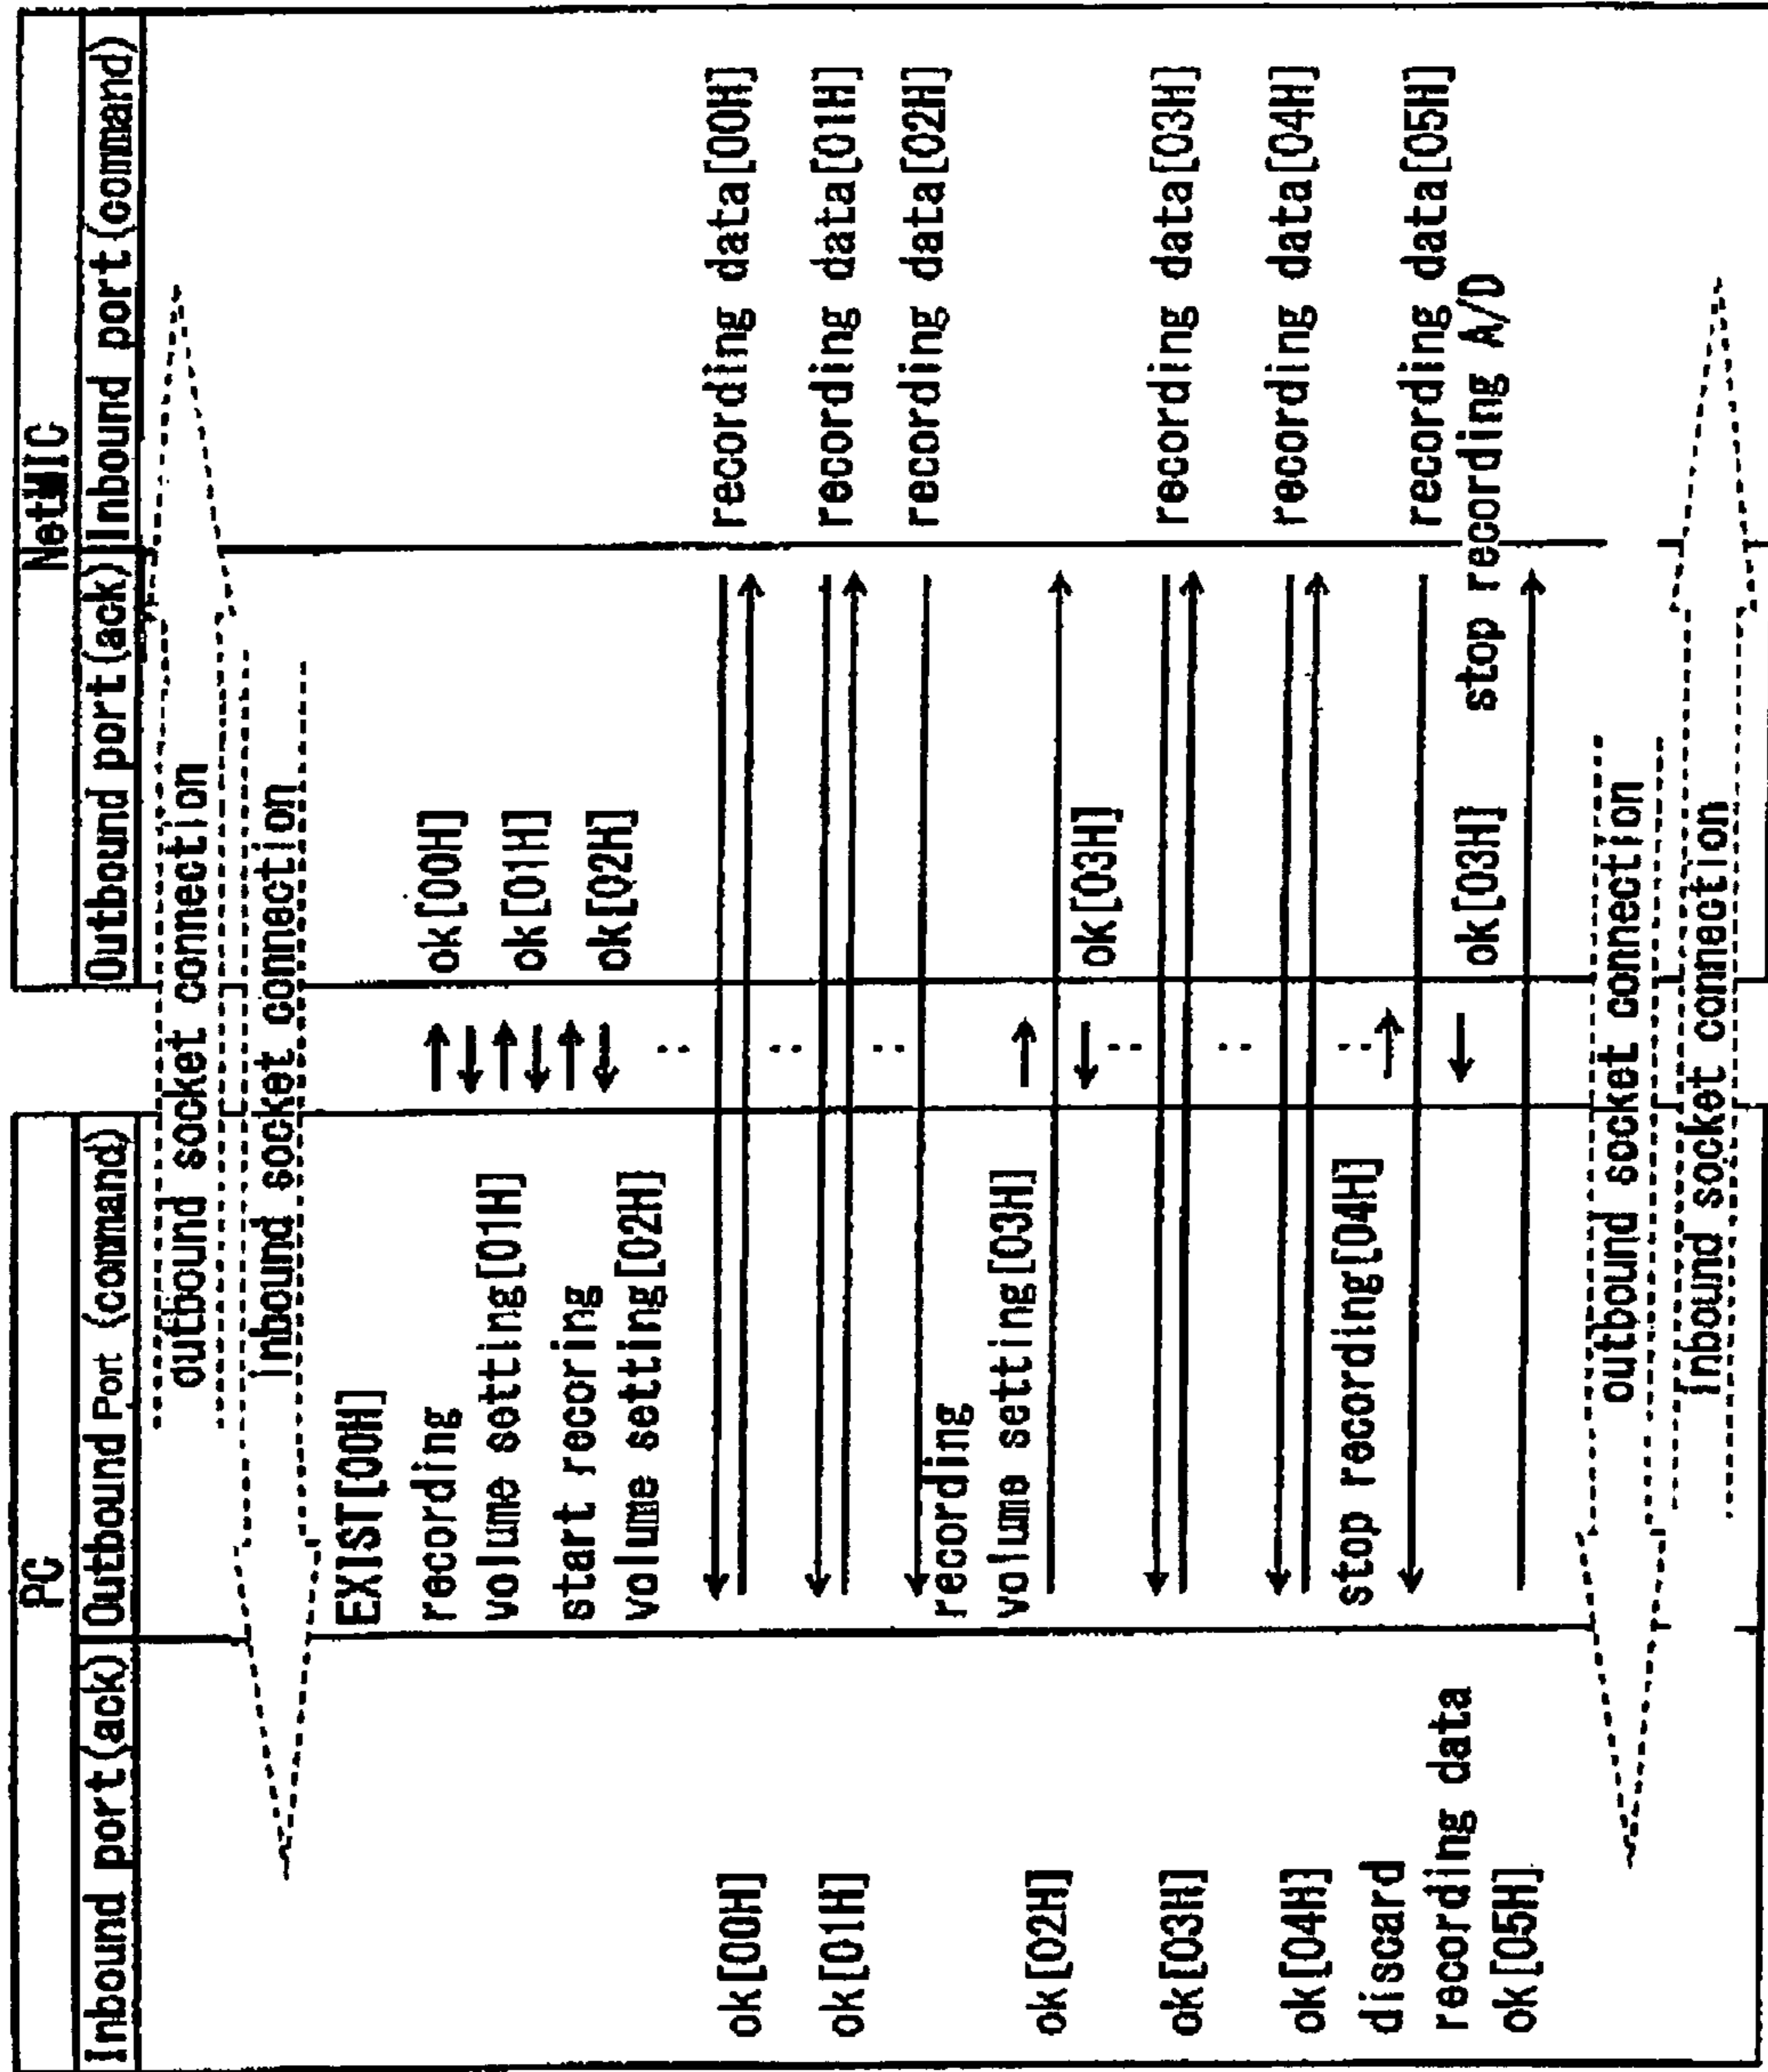 PC
NetMIC
Inbound port(ack)
Outbound Port (command)
Outbound port(ack)
Inbound port(command)
outbound socket connection
inbound socket connection
EXIST[00H]
ok[00H]
recording
volume setting[01H]
ok[01H]
start recoring
volume setting[02H]
ok[02H]
recording data[00H]
ok[00H]
recording data[01H]
ok[01H]
recording data[02H]
recording
volume setting[03H]
ok[02H]
ok[03H]
recording data[03H]
ok[03H]
recording data[04H]
ok[04H]
stop recording[04H]
recording data[05H]
discard
recording data
stop recording A/D
ok[03H]
ok[05H]
outbound socket connection
inbound socket connection